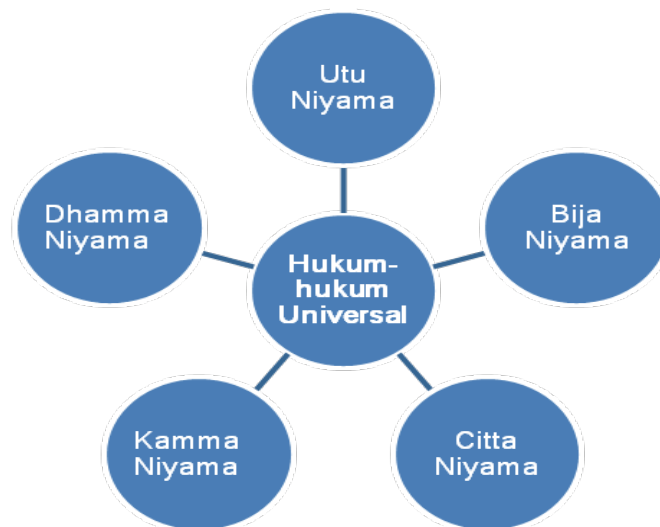 Utu
Niyama
Dhamma
Niyama
Bija
Niyama
Hukum-
hukum
Universal
Kamma
Niyama
Citta
Niyama